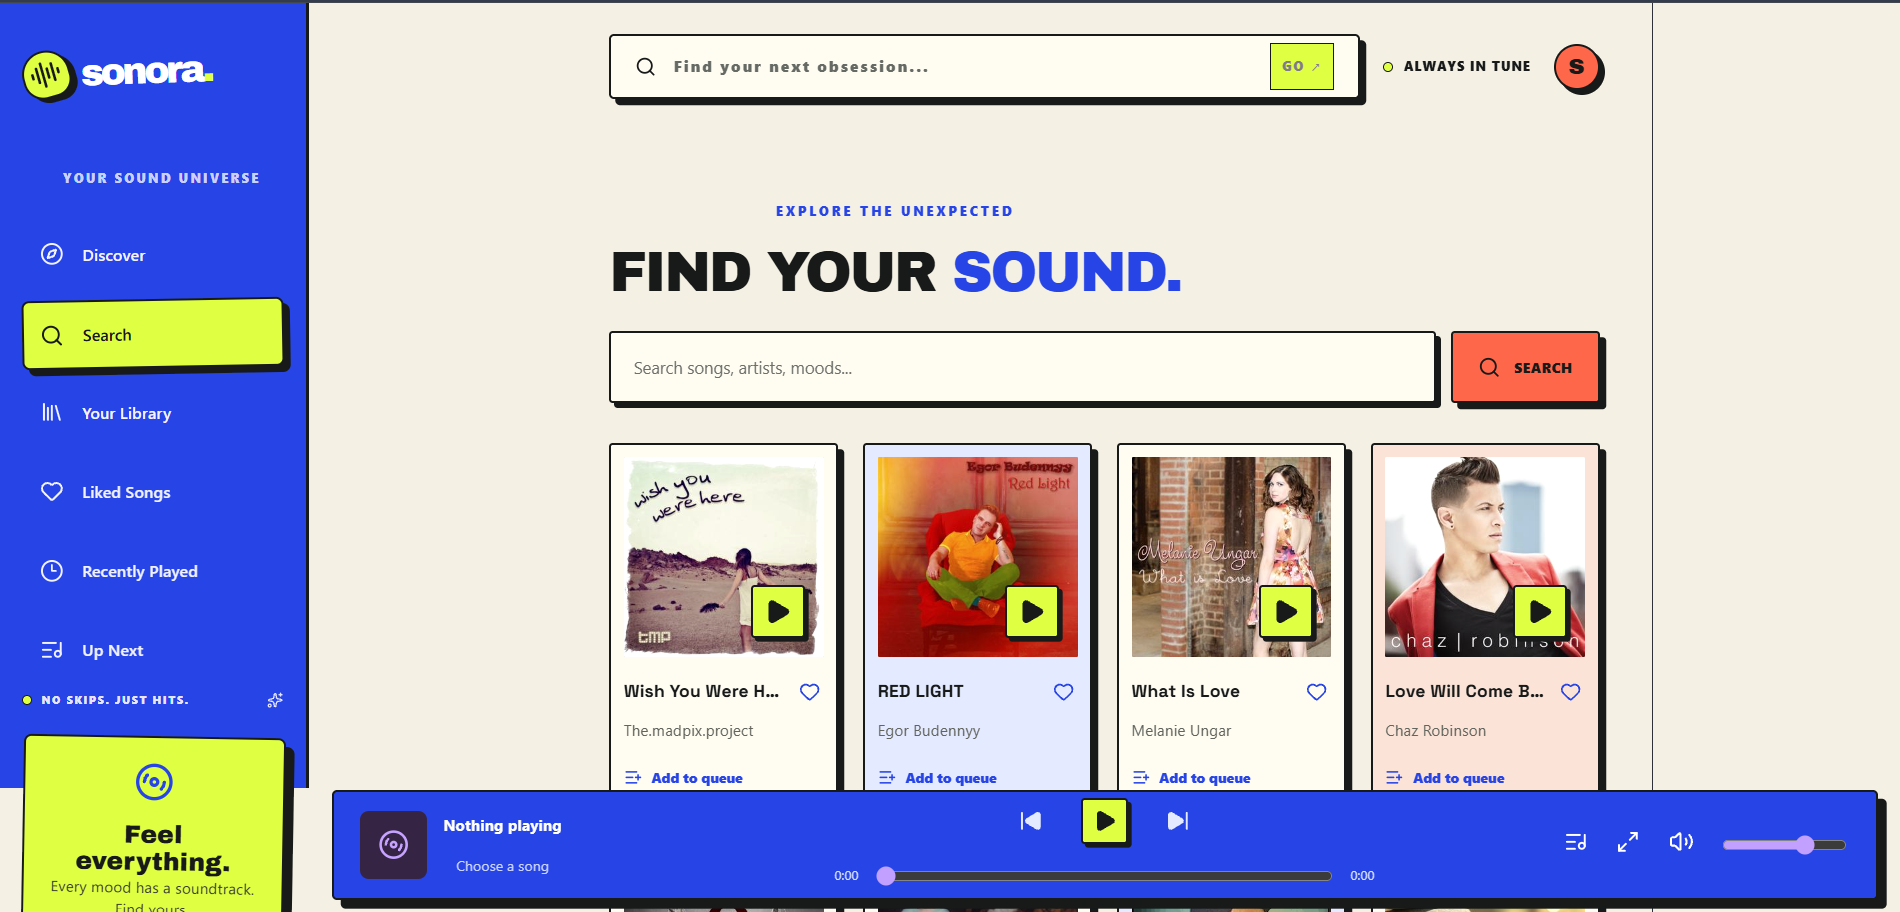 sonora.
Find your next obsession...
GO ↗
ALWAYS IN TUNE
S
YOUR SOUND UNIVERSE
Discover
Search
Your Library
Liked Songs
Recently Played
Up Next
NO SKIPS. JUST HITS.
Feel
everything.
Every mood has a soundtrack.
Find yours
EXPLORE THE UNEXPECTED
FIND YOUR SOUND.
Search songs, artists, moods...
SEARCH
wish you
were here
tmp
Wish You Were H...
The.madpix.project
Add to queue
Egor Budennyy
Red Light
RED LIGHT
Egor Budennyy
Add to queue
Melanie Ungar
What is Love
What Is Love
Melanie Ungar
Add to queue
chaz | robinson
Love Will Come B...
Chaz Robinson
Add to queue
Nothing playing
Choose a song
0:00
0:00